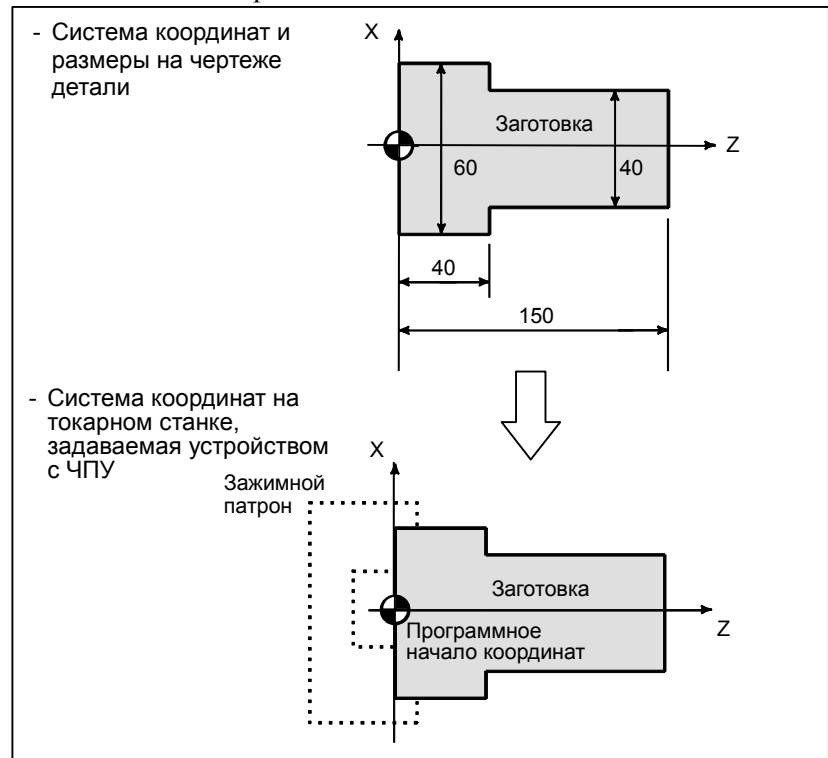 - Система координат и
размеры на чертеже
детали
X
Заготовка
Z
60
40
40
150
- Система координат на
токарном станке,
задаваемая устройством
с ЧПУ
X
Зажимной
патрон
Заготовка
Z
Программное
начало координат